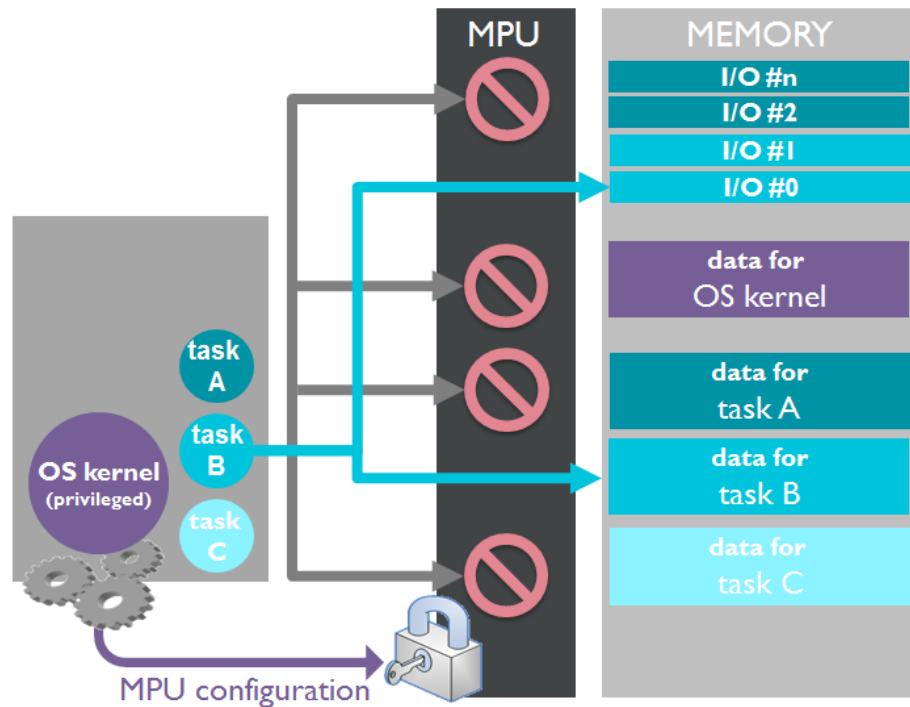 MPU
MEMORY
I/O #n
I/O #2
I/O #1
I/O #0
data for
OS kernel
data for
task A
data for
task B
data for
task C
task
A
task
B
task
C
OS kernel
(privileged)
MPU configuration